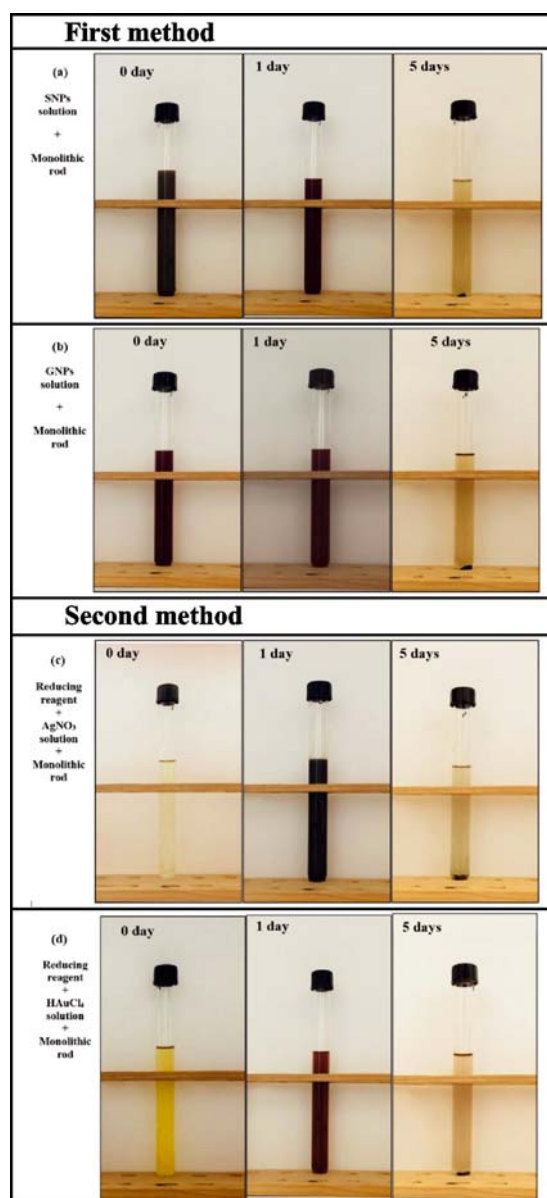 First method
(a)
0 day
1 day
5 days
SNPs
solution
+
Monolithic
rod
(b)
0 day
1 day
5 days
GNPs
solution
+
Monolithic
rod
Second method
(c)
0 day
1 day
5 days
Reducing
reagent
+
AgNO₃
solution
+
Monolithic
rod
(d)
0 day
1 day
5 days
Reducing
reagent
+
HAuCl₄
solution
+
Monolithic
rod